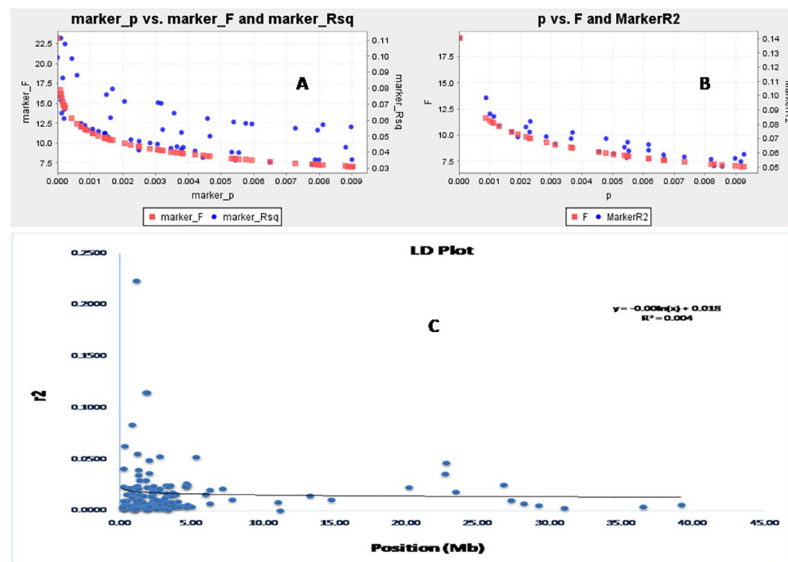 marker_p vs. marker_F and marker_Rsq
A
marker_F
22.5
20.0
17.5
15.0
12.5
10.0
7.5
0.11
0.10
0.09
0.08
0.07
0.06
0.05
0.04
0.03
marker_Rsq
0.000 0.001 0.002 0.003 0.004 0.005 0.006 0.007 0.008 0.009
marker_p
marker_F marker_Rsq
p vs. F and MarkerR2
B
F
17.5
15.0
12.5
10.0
7.5
0.14
0.13
0.12
0.11
0.10
0.09
0.08
0.07
0.06
0.05
MarkerR2
0.000 0.001 0.002 0.003 0.004 0.005 0.006 0.007 0.008 0.009
p
F MarkerR2
LD Plot
C
y = -0.00ln(x) + 0.018
R² = 0.004
r2
0.2500
0.2000
0.1500
0.1000
0.0500
0.0000
0.00 5.00 10.00 15.00 20.00 25.00 30.00 35.00 40.00 45.00
Position (Mb)